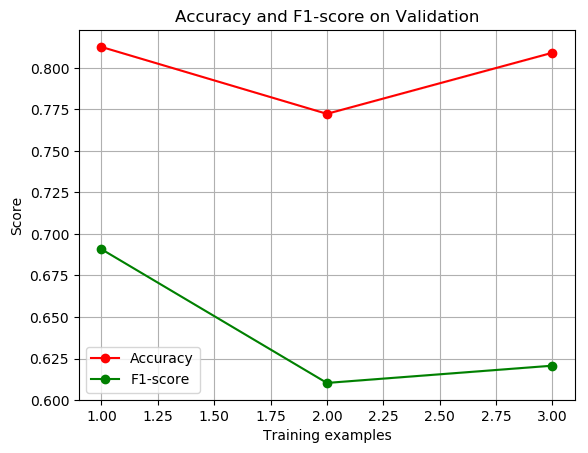 Accuracy and F1-score on Validation
0.800
0.775
0.750
0.725
0.700
0.675
0.650
0.625
0.600
Score
Accuracy
F1-score
1.00 1.25 1.50 1.75 2.00 2.25 2.50 2.75 3.00
Training examples